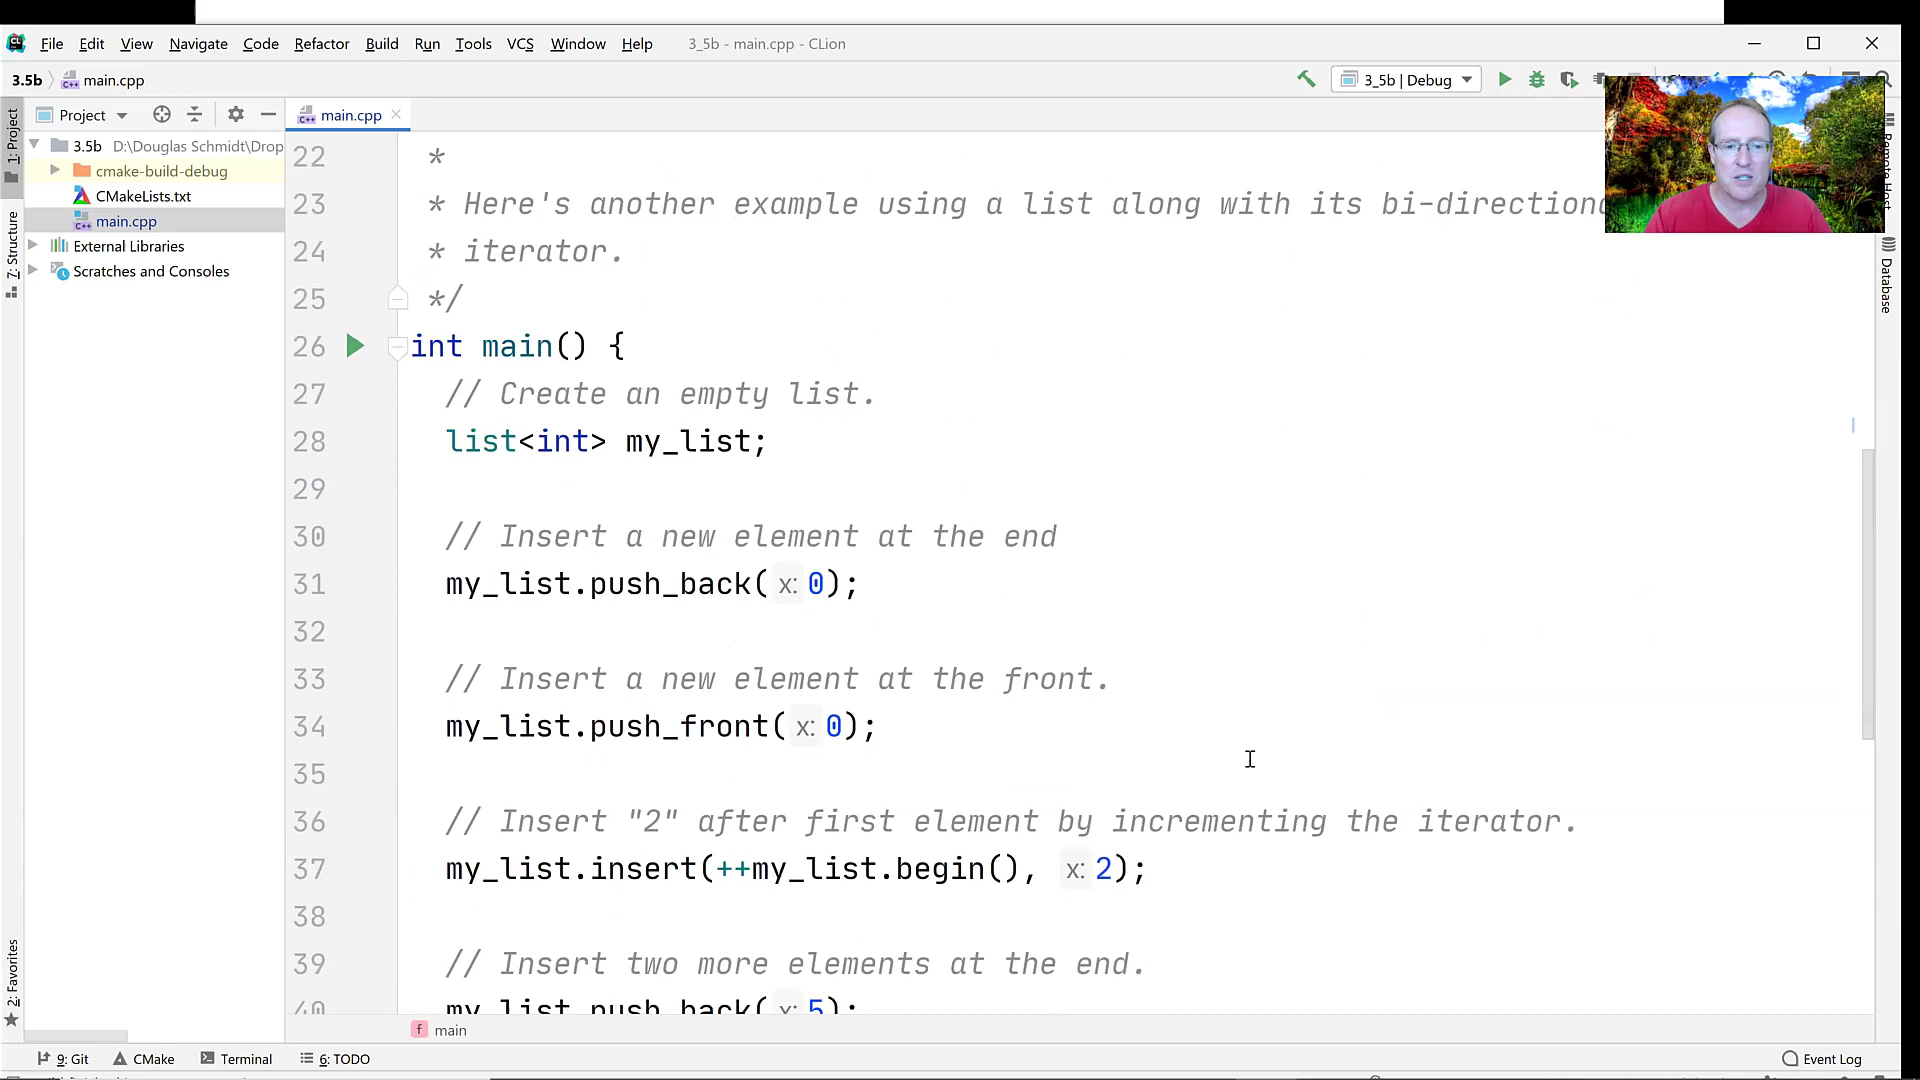 File Edit View Navigate Code Refactor Build Run Tools VCS Window Help 3_5b - main.cpp - CLion
3.5b main.cpp 3_5b | Debug
Project main.cpp
1: Project
7: Structure
2: Favorites
3.5b D:\Douglas Schmidt\Drop
cmake-build-debug
CMakeLists.txt
main.cpp
External Libraries
Scratches and Consoles
22 *
23 * Here's another example using a list along with its bi-directiona
24 * iterator.
25 */
26 int main() {
27 // Create an empty list.
28 list<int> my_list;
29
30 // Insert a new element at the end
31 my_list.push_back( x: 0);
32
33 // Insert a new element at the front.
34 my_list.push_front( x: 0);
35
36 // Insert "2" after first element by incrementing the iterator.
37 my_list.insert(++my_list.begin(), x: 2);
38
39 // Insert two more elements at the end.
40 my_list.push_back( x: 5);
f main
Remote Host
Database
9: Git CMake Terminal 6: TODO Event Log